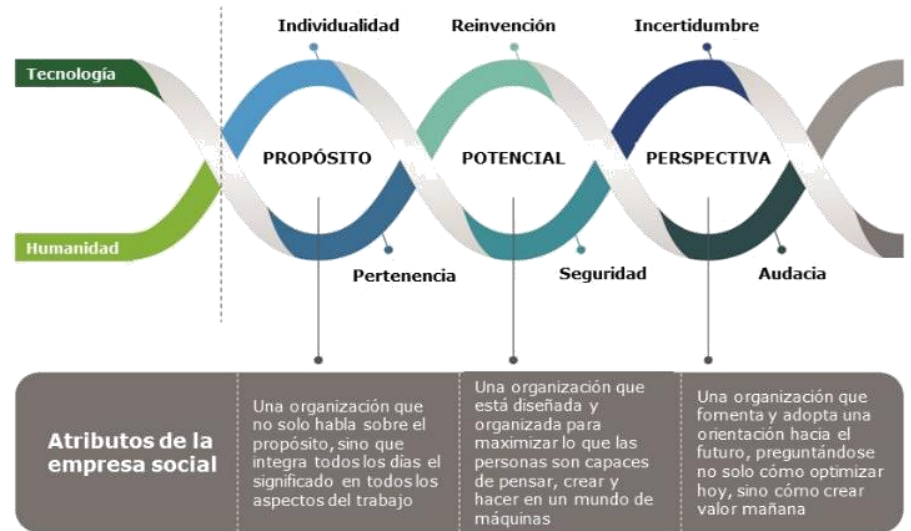 Individualidad
Reinvención
Incertidumbre
Tecnología
PROPÓSITO
POTENCIAL
PERSPECTIVA
Humanidad
Pertenencia
Seguridad
Audacia
Atributos de la
empresa social
Una organización que
no solo habla sobre el
propósito, sino que
integra todos los días el
significado en todos los
aspectos del trabajo
Una organización que
está diseñada y
organizada para
maximizar lo que las
personas son capaces
de pensar, crear y
hacer en un mundo de
máquinas
Una organización que
fomenta y adopta una
orientación hacia el
futuro, preguntándose
no solo cómo optimizar
hoy, sino cómo crear
valor mañana